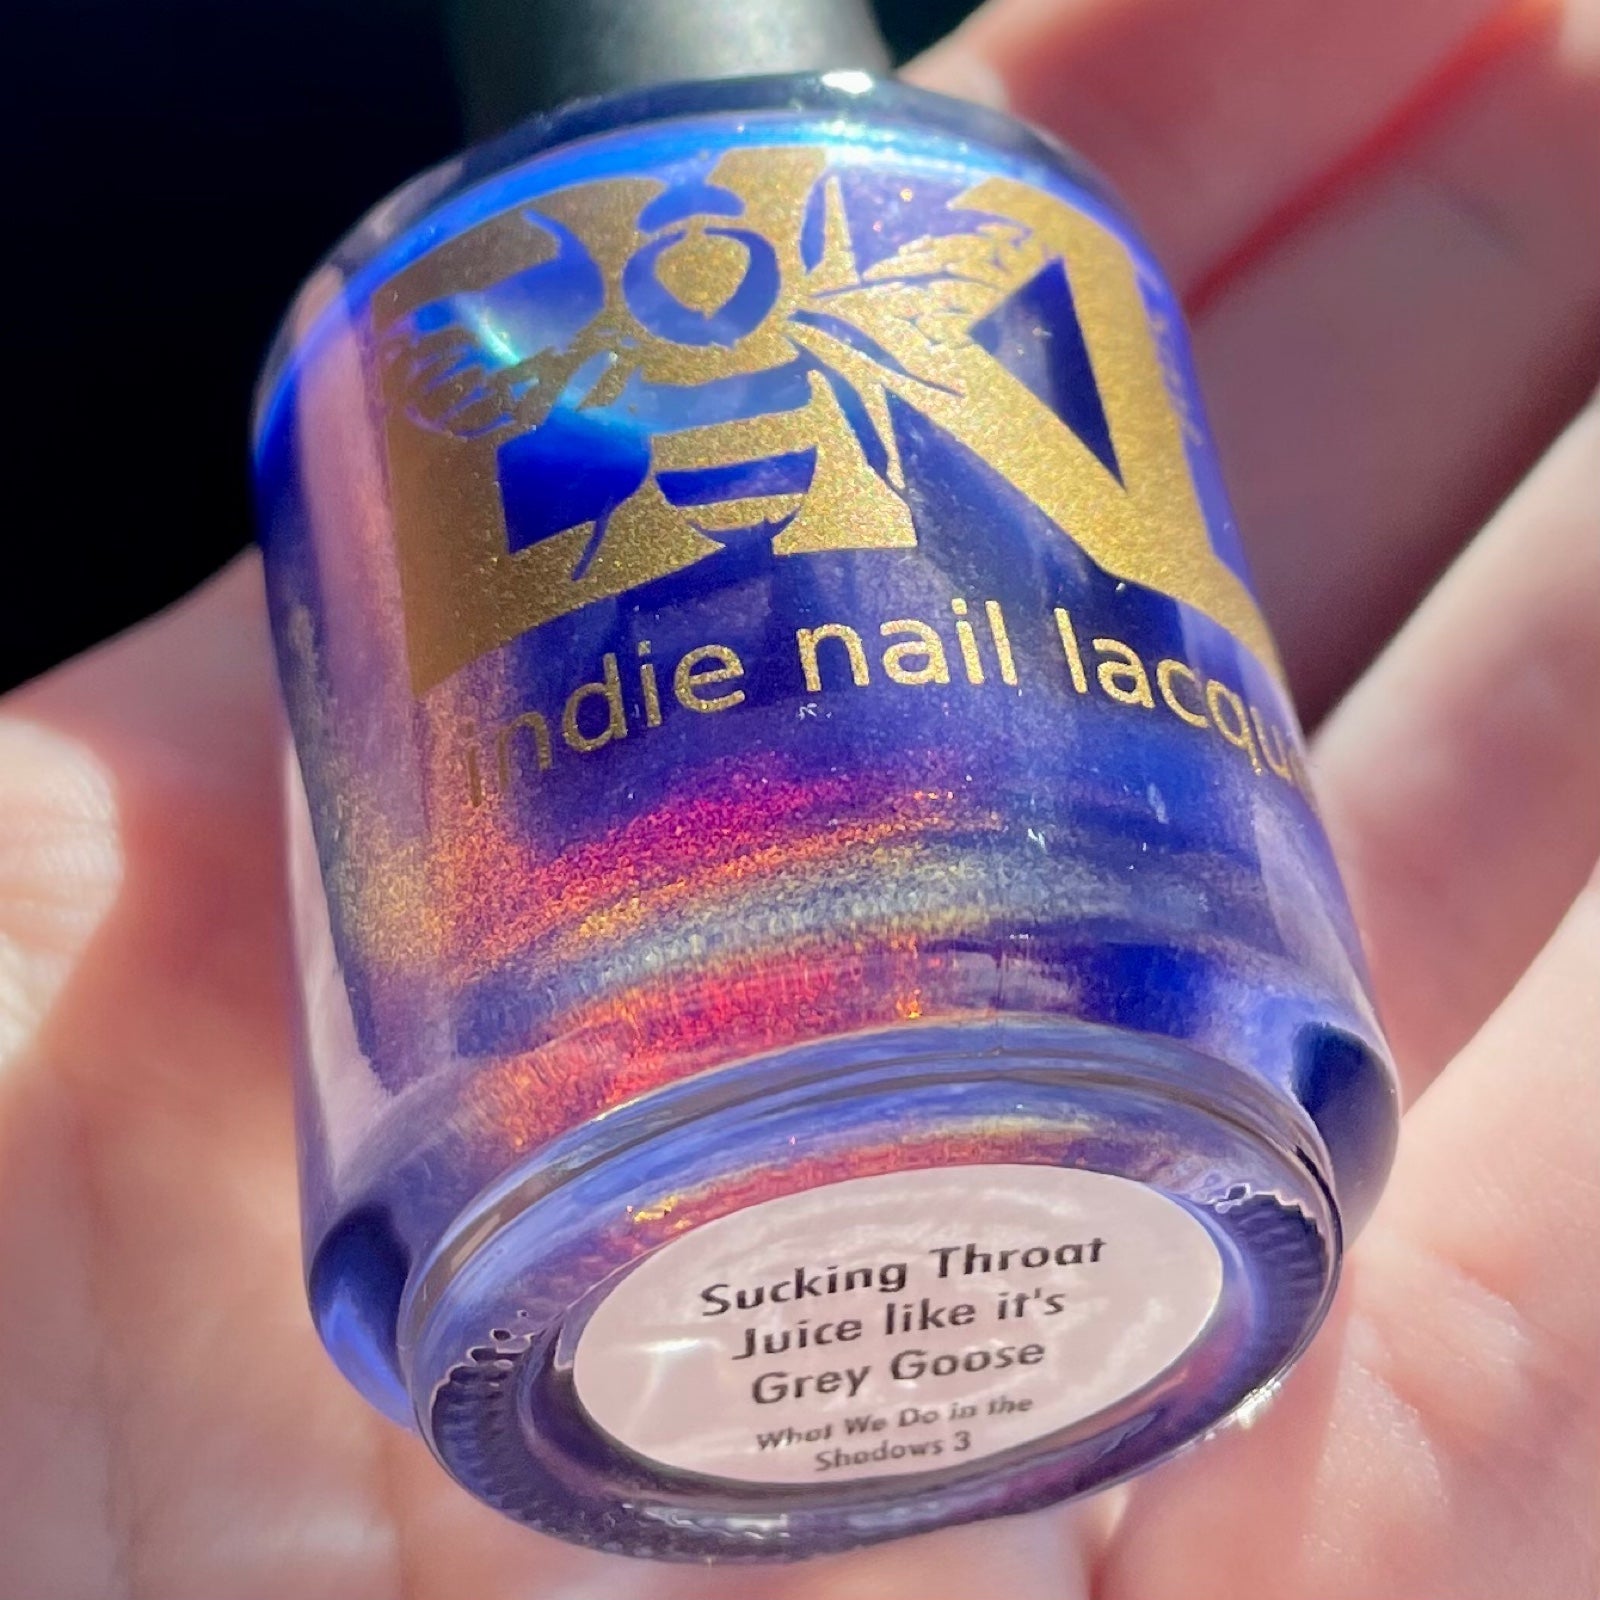 indie nail lacqu
Sucking Throat
Juice like it's
Grey Goose
What We Do in the
Shadows 3